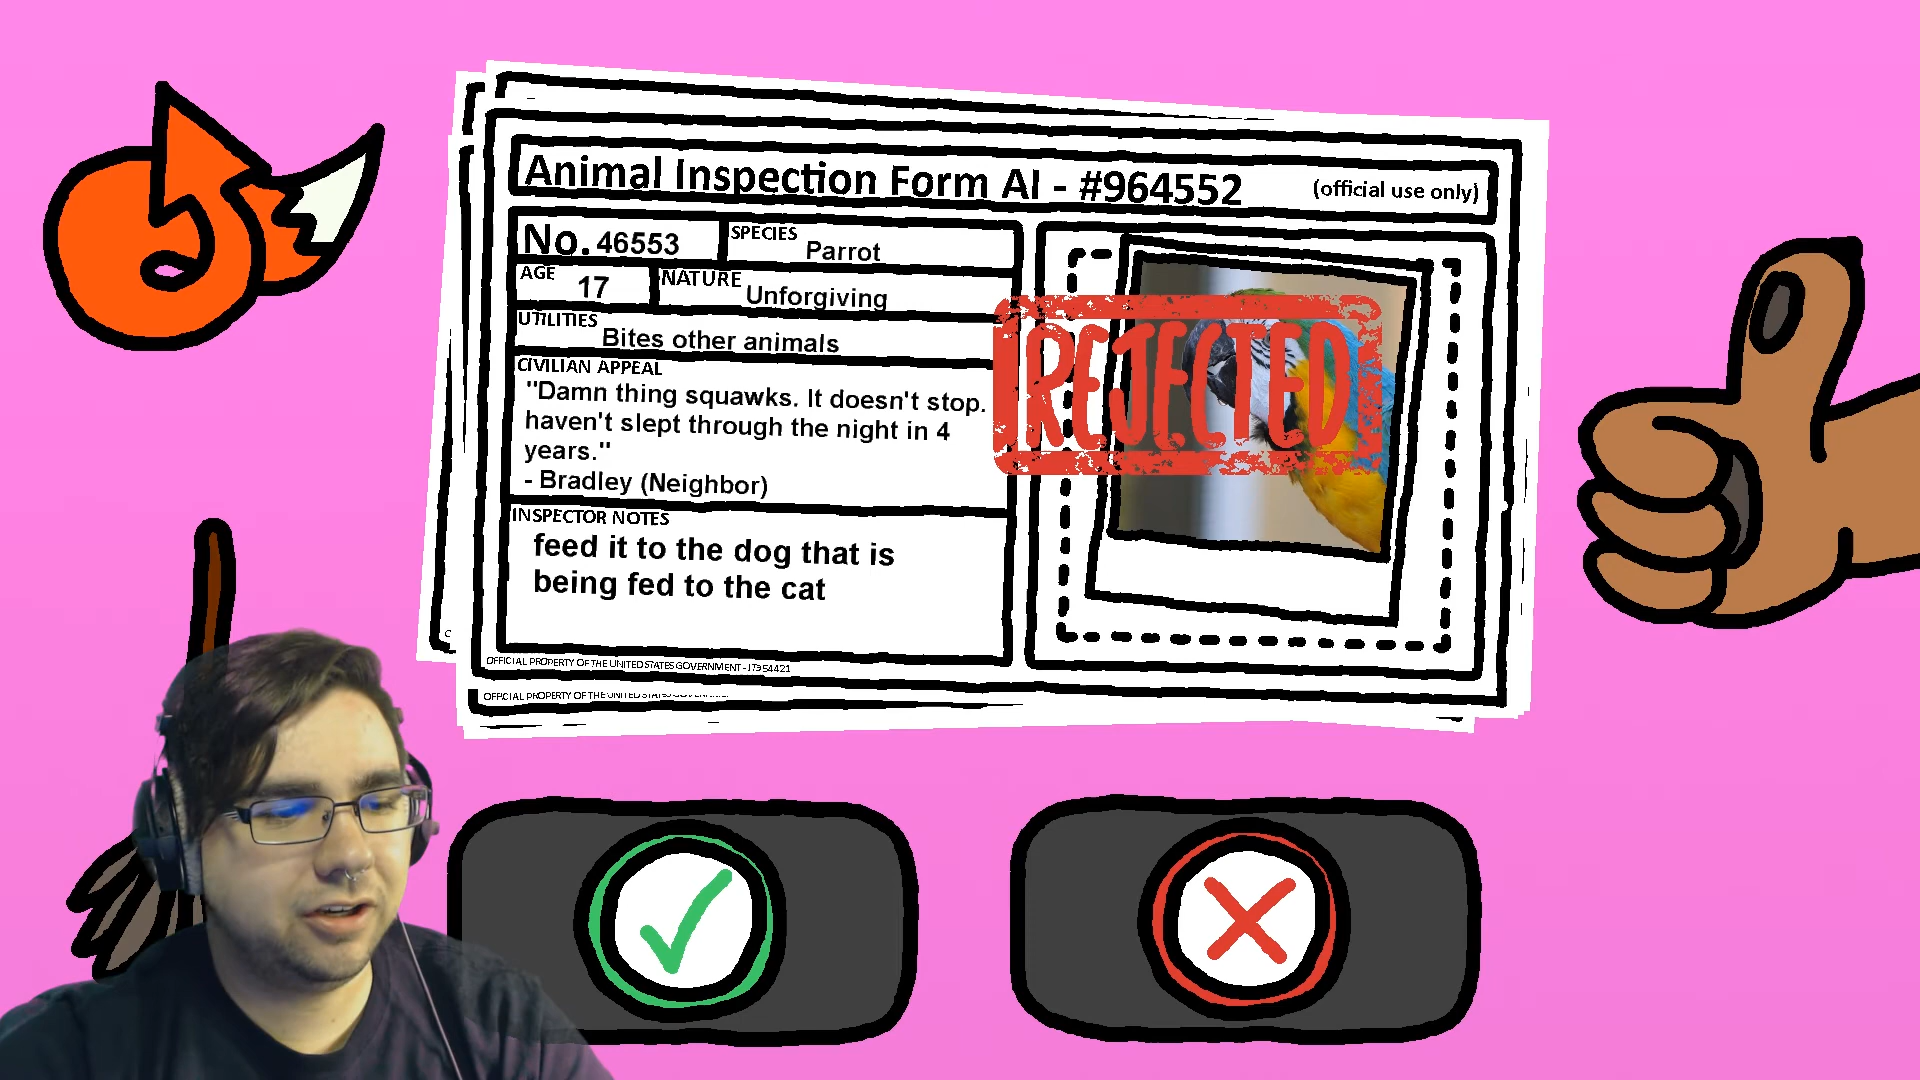 Animal Inspection Form AI - #964552 (official use only)
No. 46553 SPECIES Parrot
AGE 17 NATURE Unforgiving
UTILITIES Bites other animals
CIVILIAN APPEAL
"Damn thing squawks. It doesn't stop.
haven't slept through the night in 4
years."
- Bradley (Neighbor)
REJECTED
INSPECTOR NOTES
feed it to the dog that is
being fed to the cat
OFFICIAL PROPERTY OF THE UNITED STATES GOVERNMENT - 17354421
OFFICIAL PROPERTY OF THE UNITED